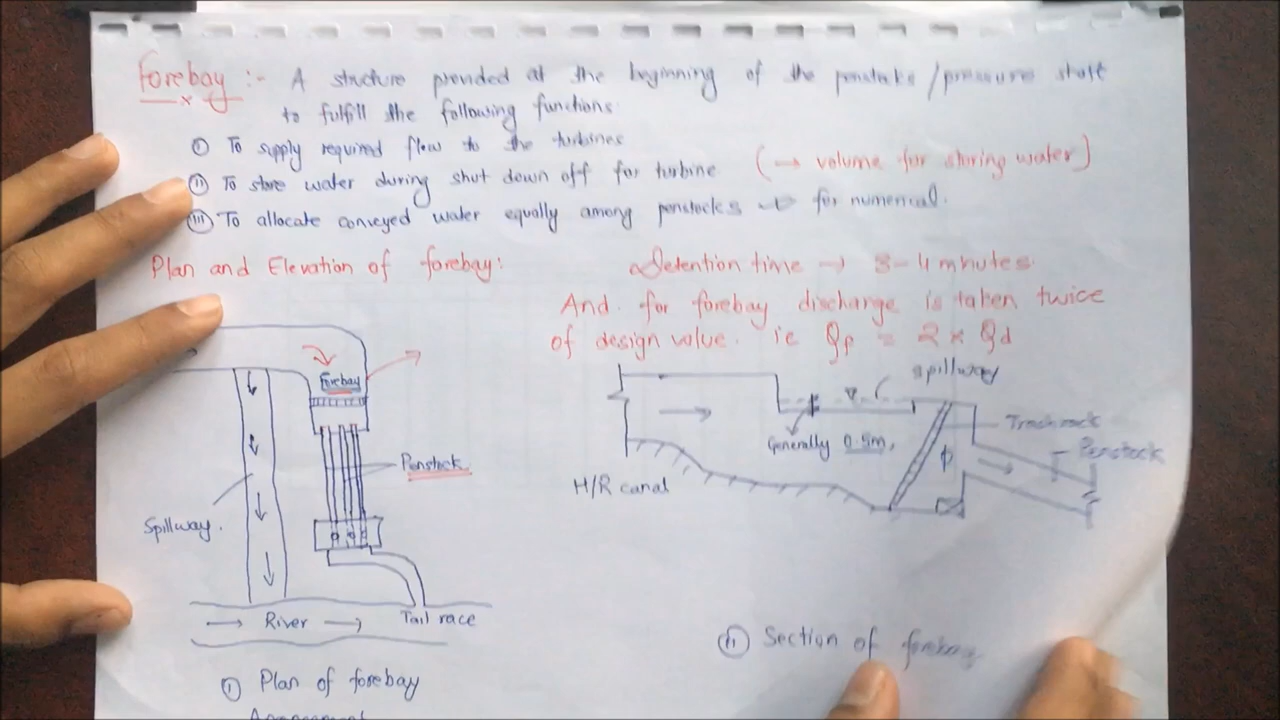 Forebay :- A structure provided at the beginning of the penstocks / pressure shaft
to fulfill the following functions
(i) To supply required flow to the turbines
(ii) To store water during shut down off for turbine (→ volume for storing water)
(iii) To allocate conveyed water equally among penstocks → for numerical.
Plan and Elevation of forebay:
Detention time → 3-4 minutes.
And for forebay discharge is taken twice
of design value. ie Qf = 2 × Qd
Forebay
Penstock
Spillway.
River
Tail race
(i) Plan of forebay
spillway
Trach rack
Penstock
Generally 0.5m,
H/R canal
(ii) Section of forebay